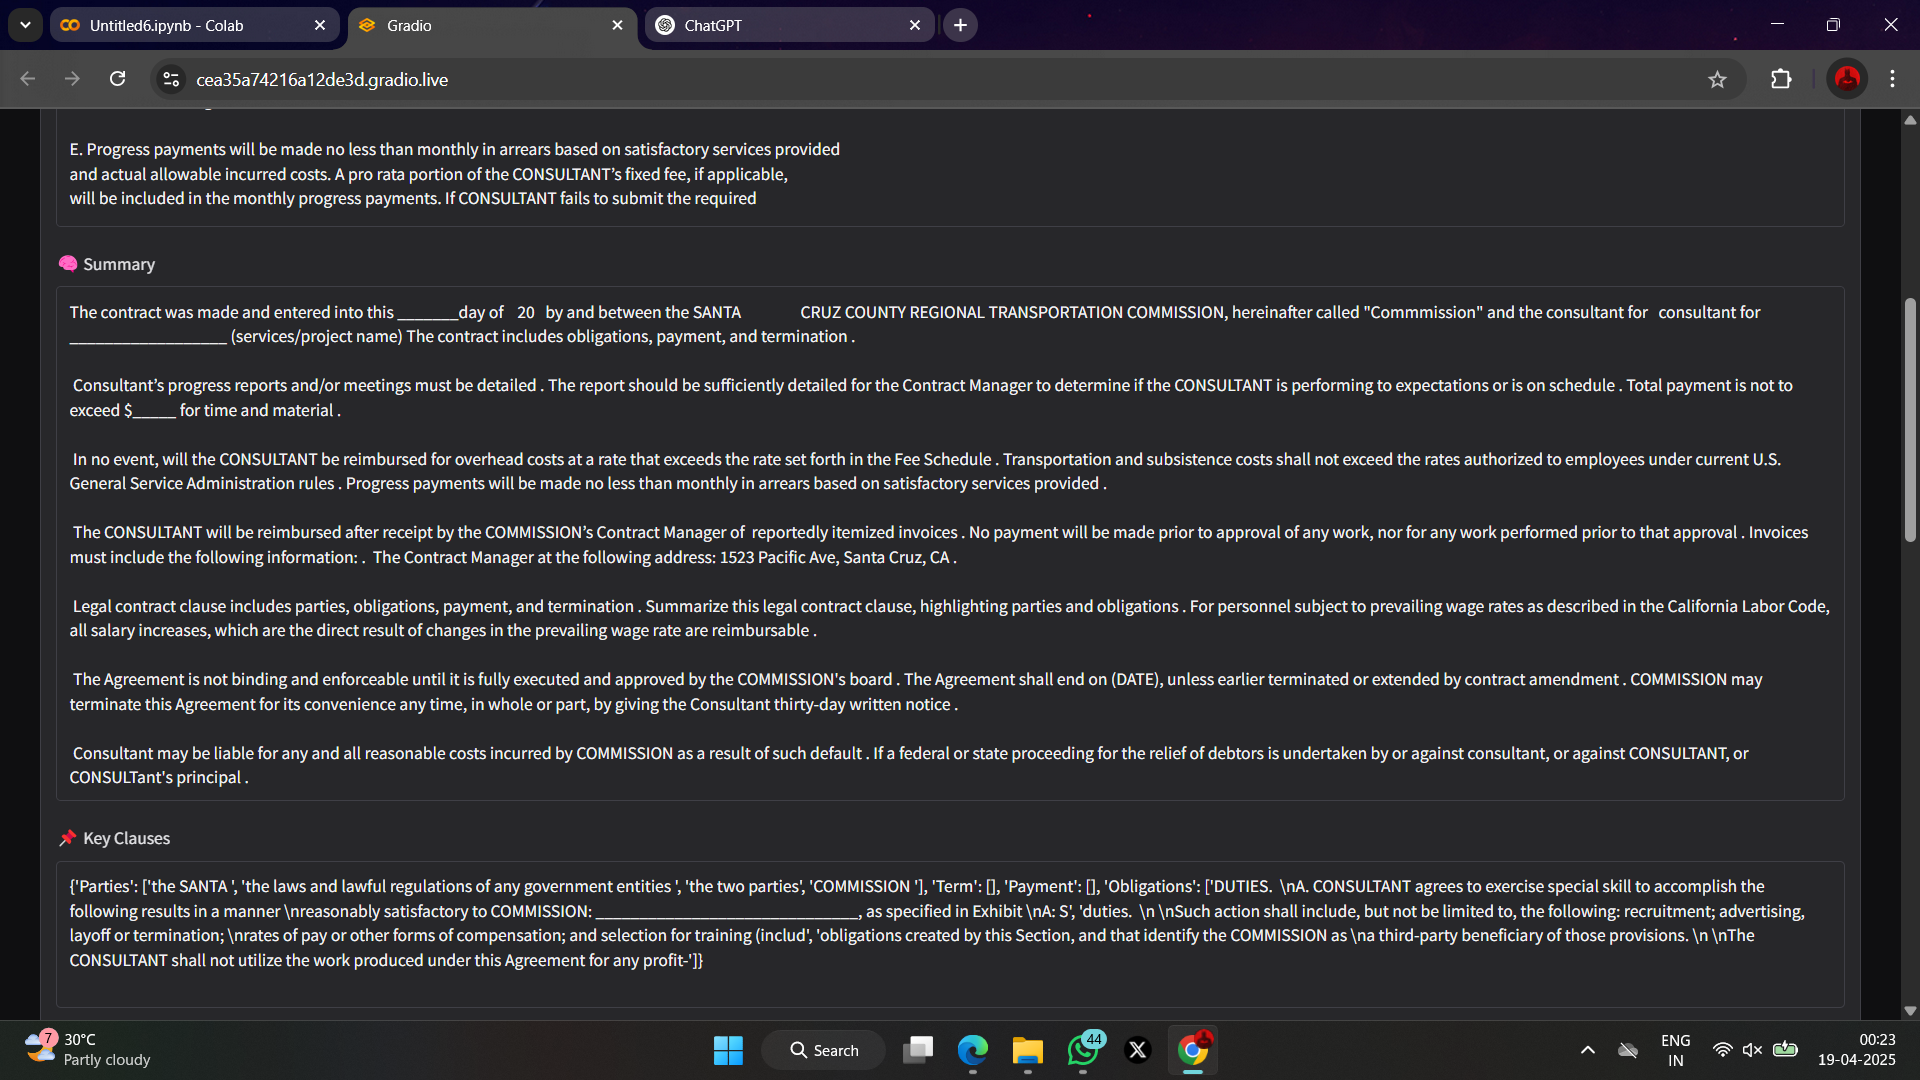 Untitled6.ipynb - Colab
Gradio
ChatGPT
cea35a74216a12de3d.gradio.live
E. Progress payments will be made no less than monthly in arrears based on satisfactory services provided
and actual allowable incurred costs. A pro rata portion of the CONSULTANT’s fixed fee, if applicable,
will be included in the monthly progress payments. If CONSULTANT fails to submit the required
Summary
The contract was made and entered into this _______day of 20 by and between the SANTA CRUZ COUNTY REGIONAL TRANSPORTATION COMMISSION, hereinafter called "Commmission" and the consultant for consultant for
__________________ (services/project name) The contract includes obligations, payment, and termination .
Consultant’s progress reports and/or meetings must be detailed . The report should be sufficiently detailed for the Contract Manager to determine if the CONSULTANT is performing to expectations or is on schedule . Total payment is not to
exceed $_____ for time and material .
In no event, will the CONSULTANT be reimbursed for overhead costs at a rate that exceeds the rate set forth in the Fee Schedule . Transportation and subsistence costs shall not exceed the rates authorized to employees under current U.S.
General Service Administration rules . Progress payments will be made no less than monthly in arrears based on satisfactory services provided .
The CONSULTANT will be reimbursed after receipt by the COMMISSION’s Contract Manager of reportedly itemized invoices . No payment will be made prior to approval of any work, nor for any work performed prior to that approval . Invoices
must include the following information: . The Contract Manager at the following address: 1523 Pacific Ave, Santa Cruz, CA .
Legal contract clause includes parties, obligations, payment, and termination . Summarize this legal contract clause, highlighting parties and obligations . For personnel subject to prevailing wage rates as described in the California Labor Code,
all salary increases, which are the direct result of changes in the prevailing wage rate are reimbursable .
The Agreement is not binding and enforceable until it is fully executed and approved by the COMMISSION's board . The Agreement shall end on (DATE), unless earlier terminated or extended by contract amendment . COMMISSION may
terminate this Agreement for its convenience any time, in whole or part, by giving the Consultant thirty-day written notice .
Consultant may be liable for any and all reasonable costs incurred by COMMISSION as a result of such default . If a federal or state proceeding for the relief of debtors is undertaken by or against consultant, or against CONSULTANT, or
CONSULTant's principal .
Key Clauses
{'Parties': ['the SANTA ', 'the laws and lawful regulations of any government entities ', 'the two parties', 'COMMISSION '], 'Term': [], 'Payment': [], 'Obligations': ['DUTIES. \nA. CONSULTANT agrees to exercise special skill to accomplish the
following results in a manner \nreasonably satisfactory to COMMISSION: ______________________________, as specified in Exhibit \nA: S', 'duties. \n \nSuch action shall include, but not be limited to, the following: recruitment; advertising,
layoff or termination; \nrates of pay or other forms of compensation; and selection for training (includ', 'obligations created by this Section, and that identify the COMMISSION as \na third-party beneficiary of those provisions. \n \nThe
CONSULTANT shall not utilize the work produced under this Agreement for any profit-']}
7
30°C
Partly cloudy
Search
44
ENG
IN
00:23
19-04-2025